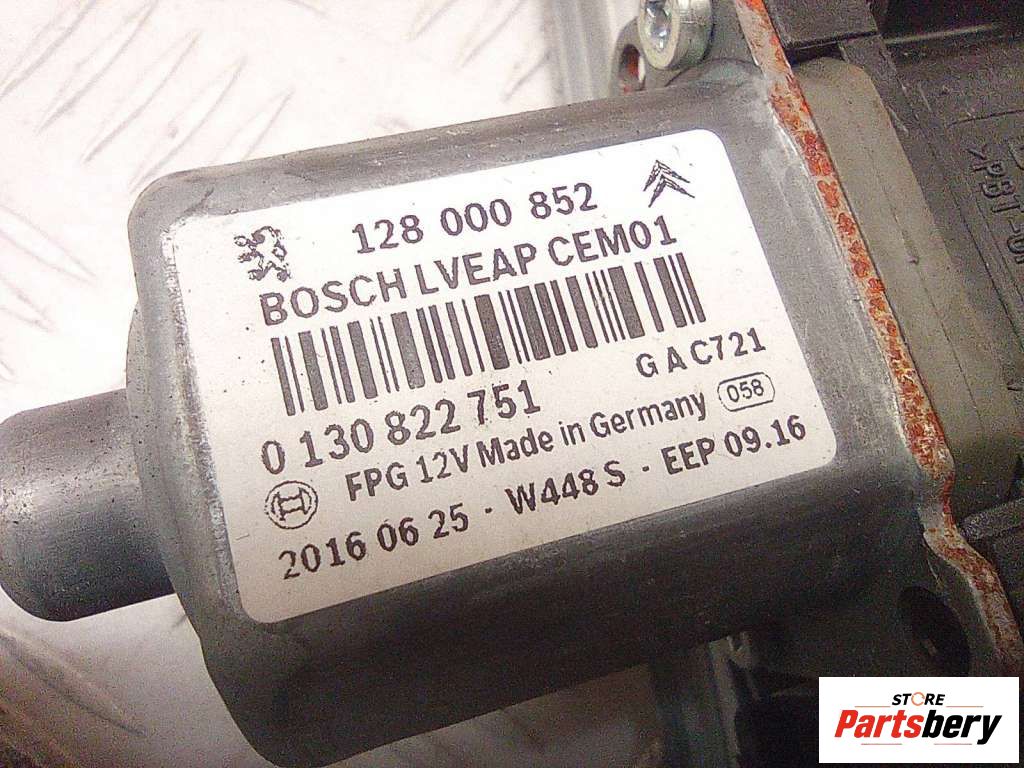 128 000 852
BOSCH LVEAP CEM01
G A C721
0 130 822 751
FPG 12V Made in Germany 058
2016 06 25 · W448 S · EEP 09.16
>PBT-
STORE
Partsbery